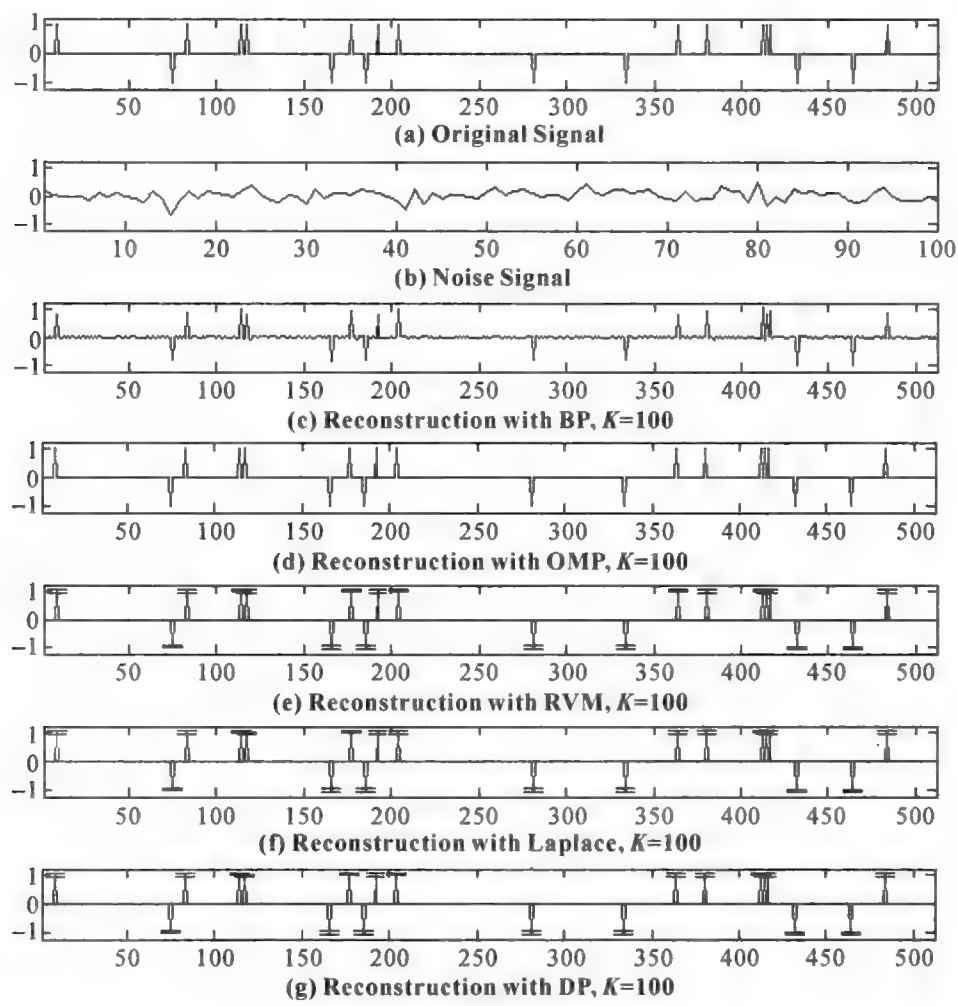 1
0
−1
50 100 150 200 250 300 350 400 450 500
(a) Original Signal
1
0
−1
10 20 30 40 50 60 70 80 90 100
(b) Noise Signal
1
0
−1
50 100 150 200 250 300 350 400 450 500
(c) Reconstruction with BP, K=100
1
0
−1
50 100 150 200 250 300 350 400 450 500
(d) Reconstruction with OMP, K=100
1
0
−1
50 100 150 200 250 300 350 400 450 500
(e) Reconstruction with RVM, K=100
1
0
−1
50 100 150 200 250 300 350 400 450 500
(f) Reconstruction with Laplace, K=100
1
0
−1
50 100 150 200 250 300 350 400 450 500
(g) Reconstruction with DP, K=100